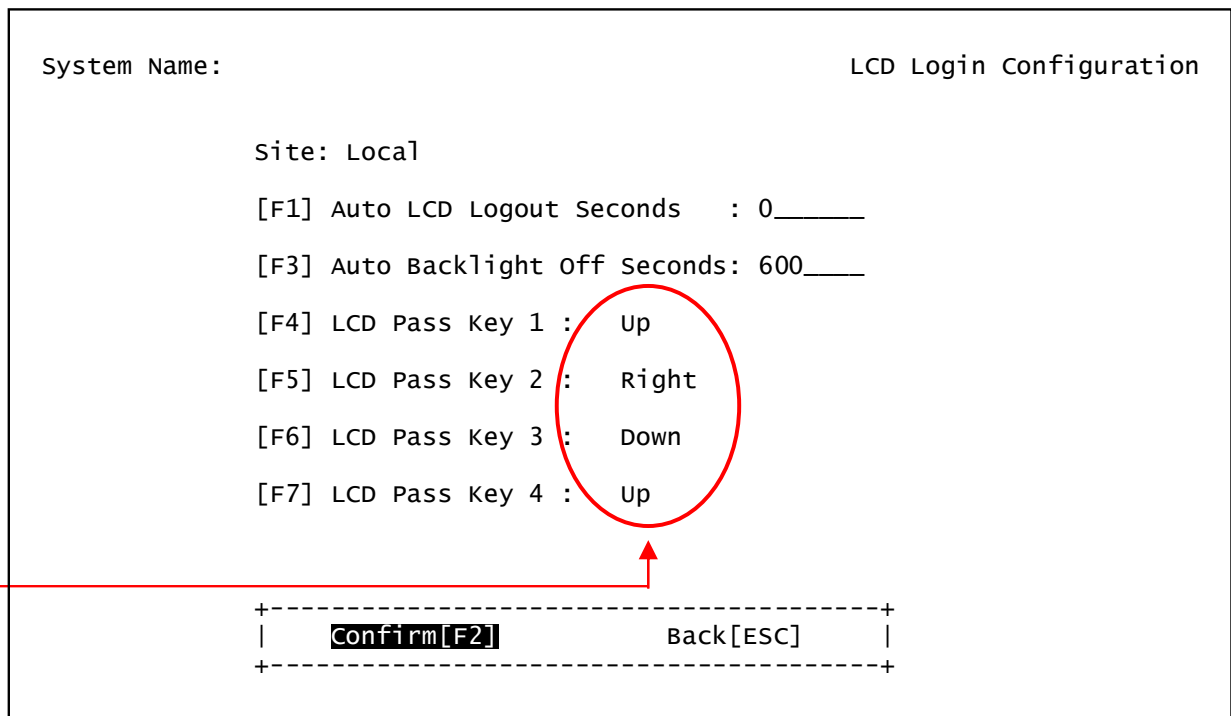 System Name: LCD Login Configuration
Site: Local
[F1] Auto LCD Logout Seconds : 0______
[F3] Auto Backlight Off Seconds: 600____
[F4] LCD Pass Key 1 : Up
[F5] LCD Pass Key 2 : Right
[F6] LCD Pass Key 3 : Down
[F7] LCD Pass Key 4 : Up
+----------------------------------------+
| Confirm[F2] Back[ESC] |
+----------------------------------------+